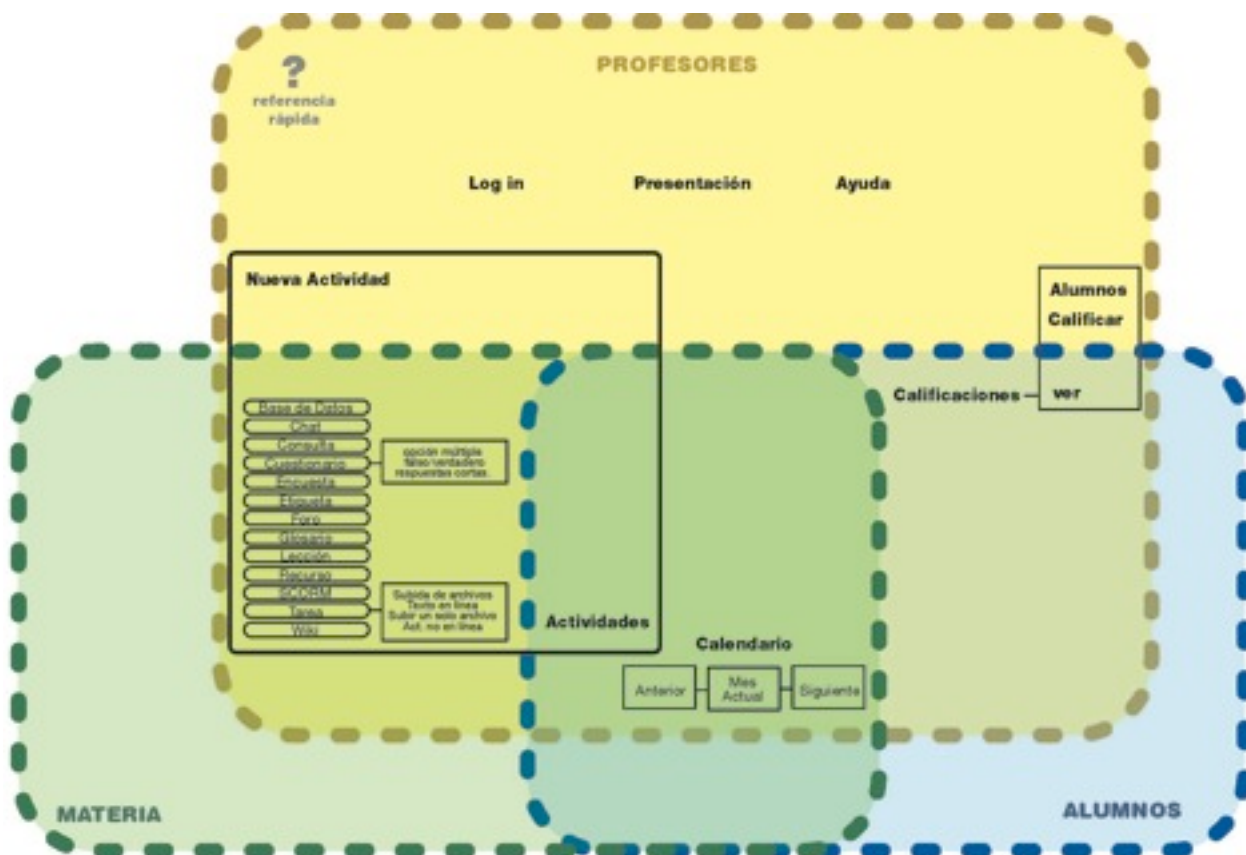 PROFESORES
?
referencia
rápida
Log in
Presentación
Ayuda
Nueva Actividad
Alumnos
Calificar
Calificaciones
ver
Base de Datos
Chat
Consulta
Cuestionario
Encuesta
Etiqueta
Foro
Glosario
Lección
Recurso
SCORM
Tarea
Wiki
opción múltiple
falso/verdadero
respuestas cortas.
Subida de archivos
Texto en línea
Subir un solo archivo
Act. no en línea
Actividades
Calendario
Anterior
Mes
Actual
Siguiente
MATERIA
ALUMNOS